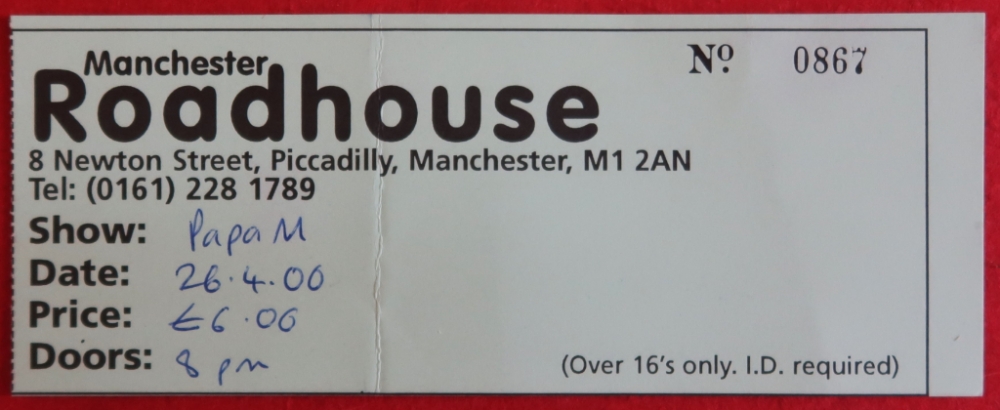 Manchester
Roadhouse
Nº 0867
8 Newton Street, Piccadilly, Manchester, M1 2AN
Tel: (0161) 228 1789
Show: Papa M
Date: 26.4.00
Price: £6.00
Doors: 8 pm
(Over 16's only. I.D. required)